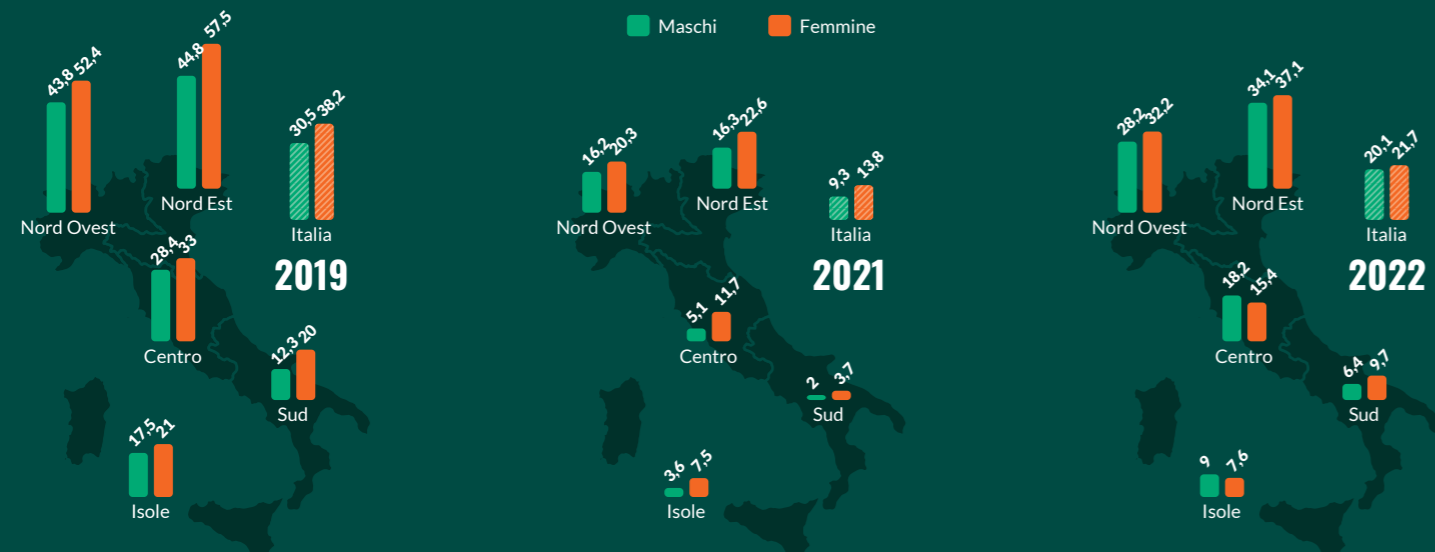 Maschi Femmine
43,8 52,4
Nord Ovest
44,8 57,5
Nord Est
30,5 38,2
Italia
2019
28,4 33
Centro
12,3 20
Sud
17,5 21
Isole
16,2 20,3
Nord Ovest
16,3 22,6
Nord Est
9,3 13,8
Italia
2021
5,1 11,7
Centro
2 3,7
Sud
3,6 7,5
Isole
28,2 32,2
Nord Ovest
34,1 37,1
Nord Est
20,1 21,7
Italia
2022
18,2 15,4
Centro
6,4 9,7
Sud
9 7,6
Isole